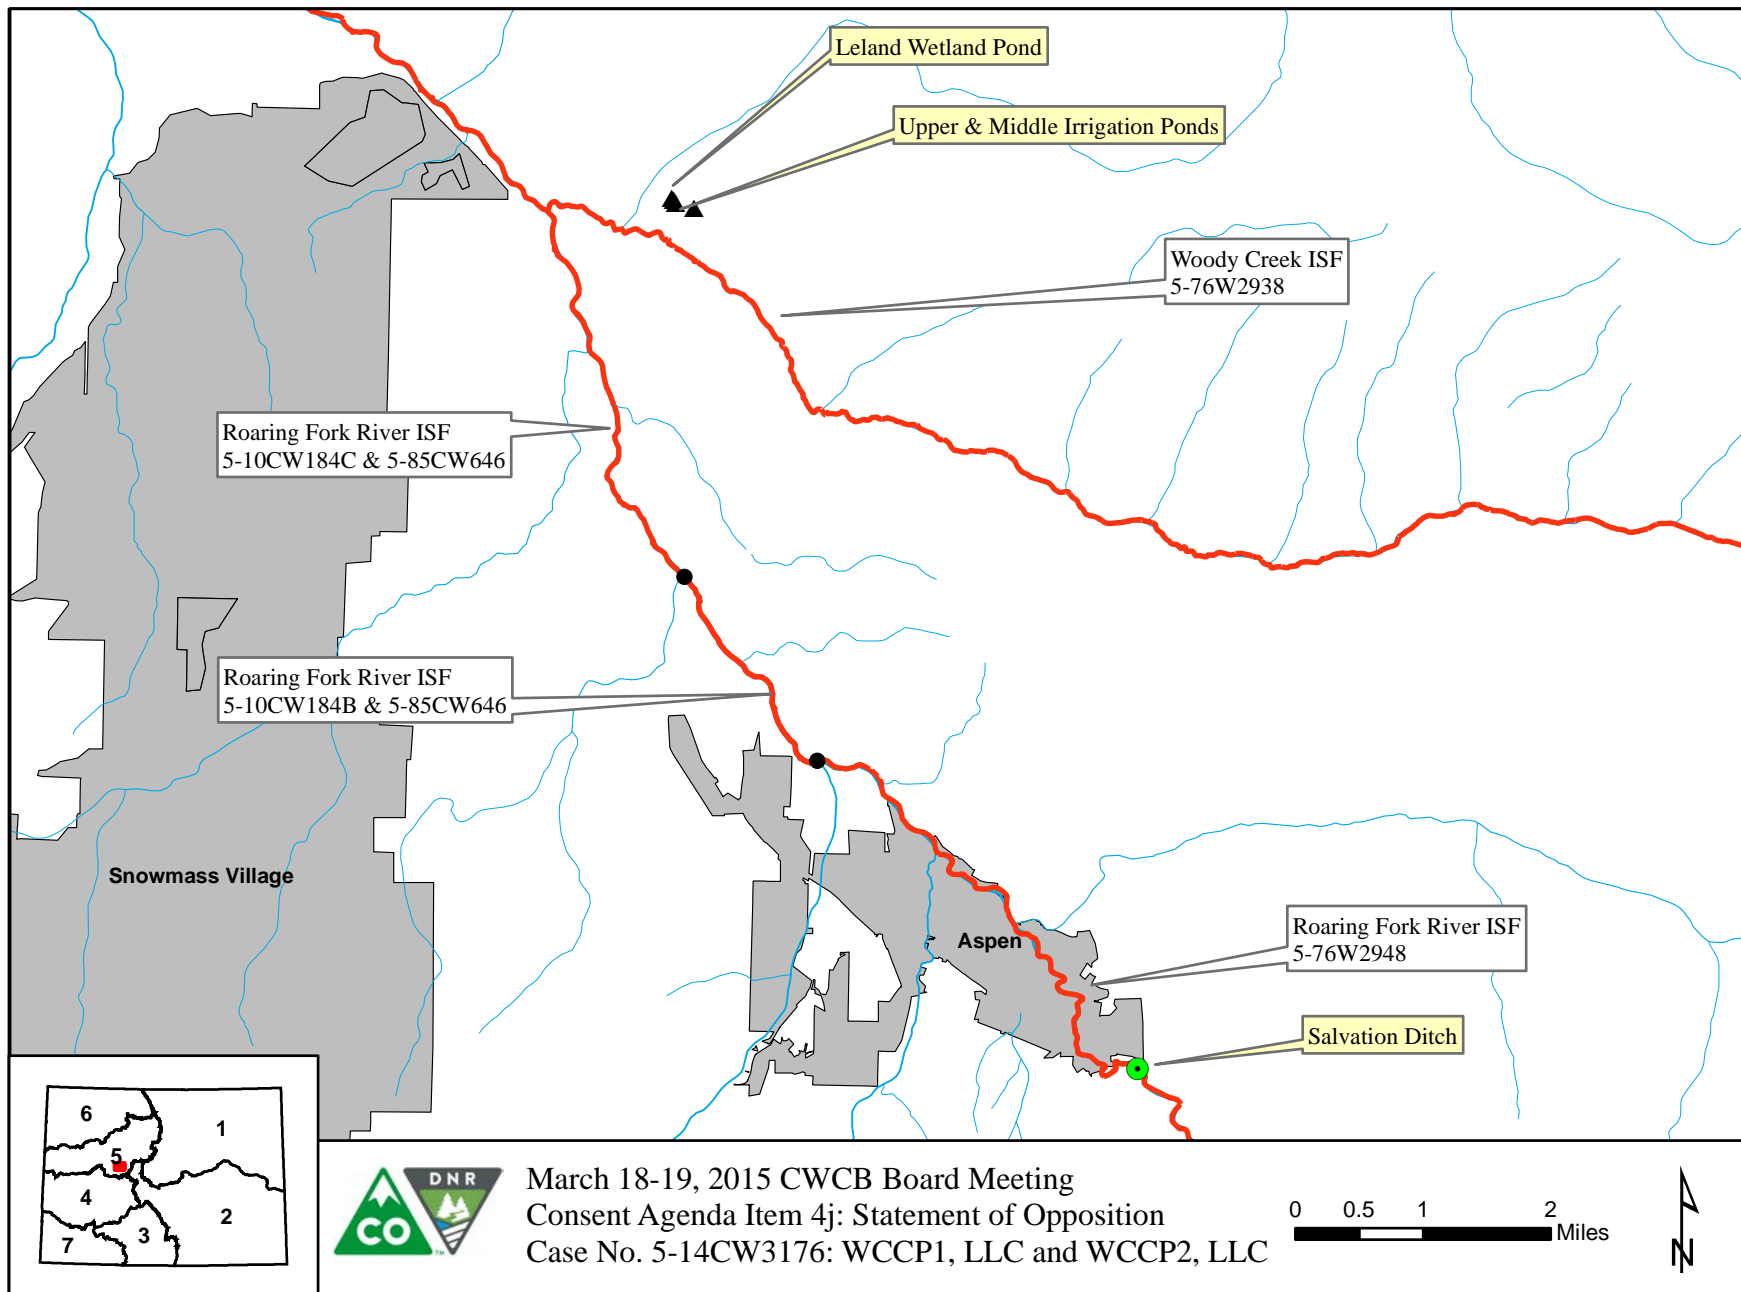 Leland Wetland Pond
Upper & Middle Irrigation Ponds
Woody Creek ISF
5-76W2938
Roaring Fork River ISF
5-10CW184C & 5-85CW646
Roaring Fork River ISF
5-10CW184B & 5-85CW646
Snowmass Village
Aspen
Roaring Fork River ISF
5-76W2948
Salvation Ditch
6
1
5
4
2
3
7
CO
TM
DNR
March 18-19, 2015 CWCB Board Meeting
Consent Agenda Item 4j: Statement of Opposition
Case No. 5-14CW3176: WCCP1, LLC and WCCP2, LLC
0 0.5 1 2
Miles
N